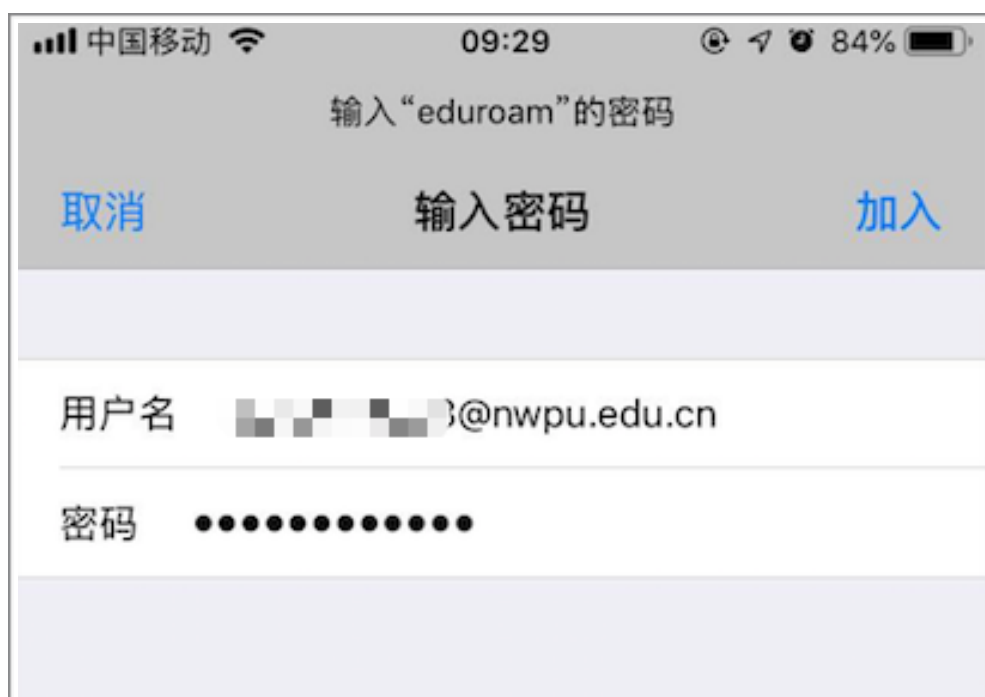 中国移动 09:29 84%
输入“eduroam”的密码
取消 输入密码 加入
用户名 @nwpu.edu.cn
密码 ••••••••••••